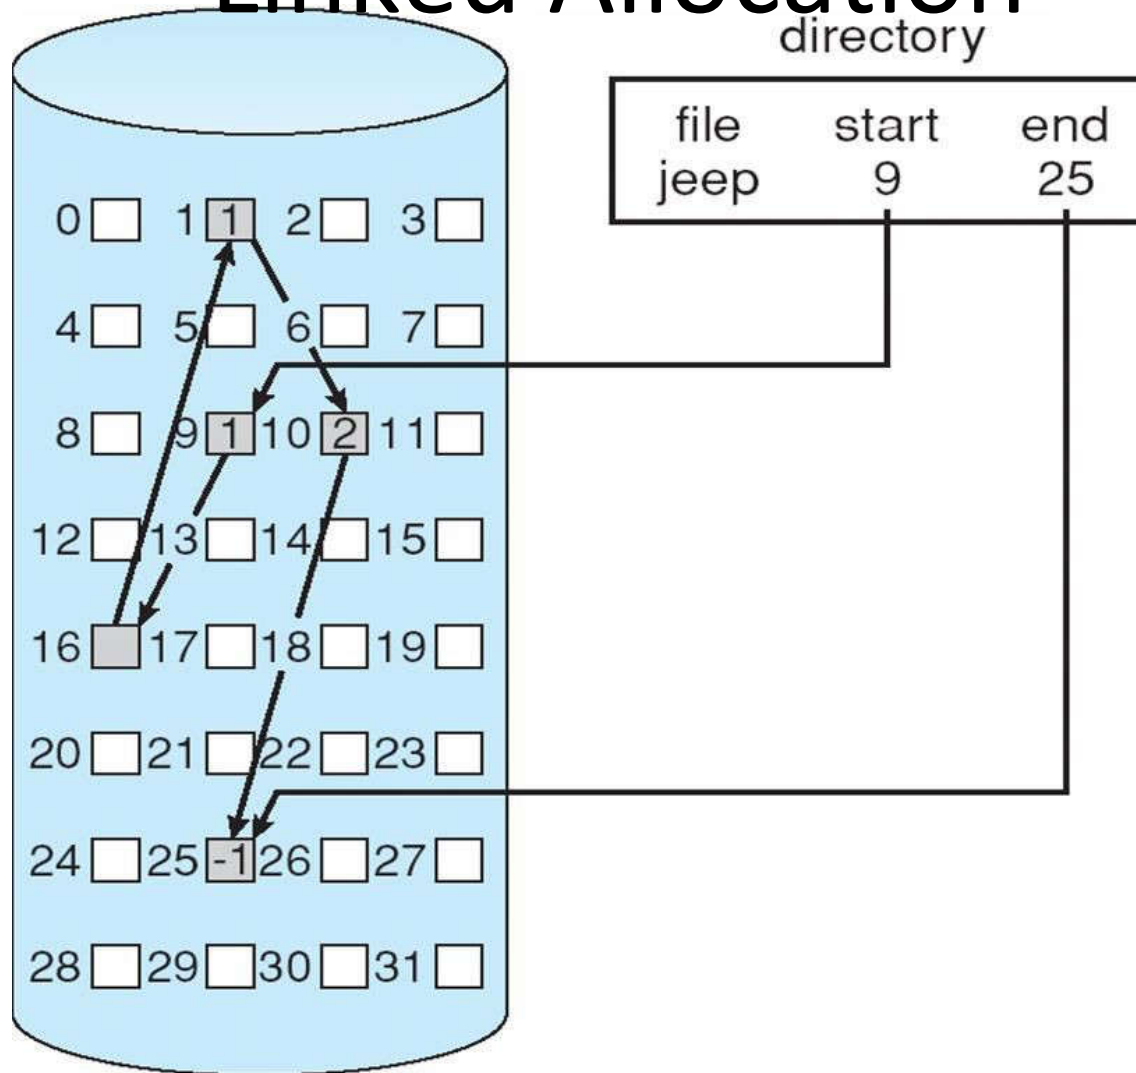 Linked Allocation
directory
file start end
jeep 9 25
0 1 1 2 3
4 5 6 7
8 9 1 10 2 11
12 13 14 15
16 17 18 19
20 21 22 23
24 25 -1 26 27
28 29 30 31